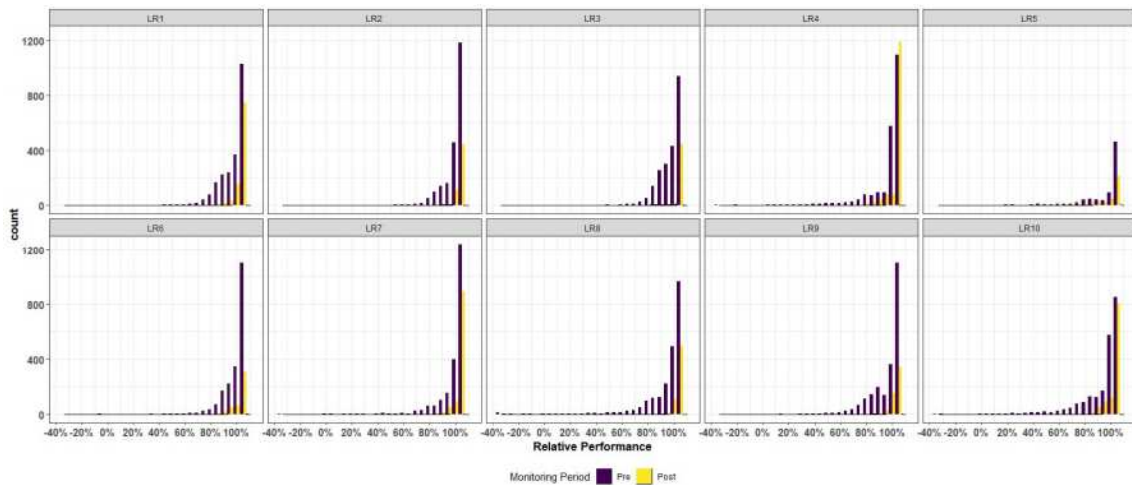 LR1 LR2 LR3 LR4 LR5
1200
800
400
0
LR6 LR7 LR8 LR9 LR10
1200
800
400
0
count
-40% -20% 0% 20% 40% 60% 80% 100% -40% -20% 0% 20% 40% 60% 80% 100% -40% -20% 0% 20% 40% 60% 80% 100% -40% -20% 0% 20% 40% 60% 80% 100% -40% -20% 0% 20% 40% 60% 80% 100%
Relative Performance
Monitoring Period Pre Post